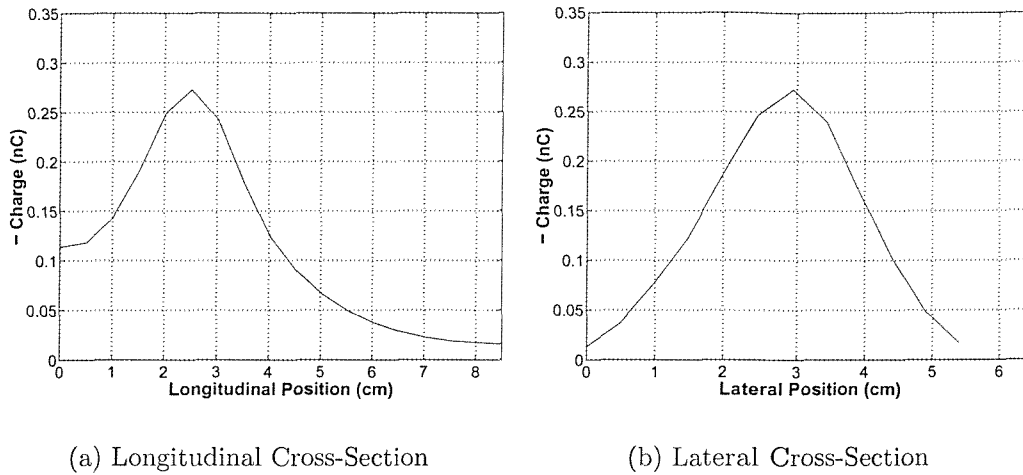 0.35
0.3
0.25
0.2
0.15
0.1
0.05
0
− Charge (nC)
0 1 2 3 4 5 6 7 8
Longitudinal Position (cm)
(a) Longitudinal Cross-Section
0.35
0.3
0.25
0.2
0.15
0.1
0.05
0
− Charge (nC)
0 1 2 3 4 5 6
Lateral Position (cm)
(b) Lateral Cross-Section